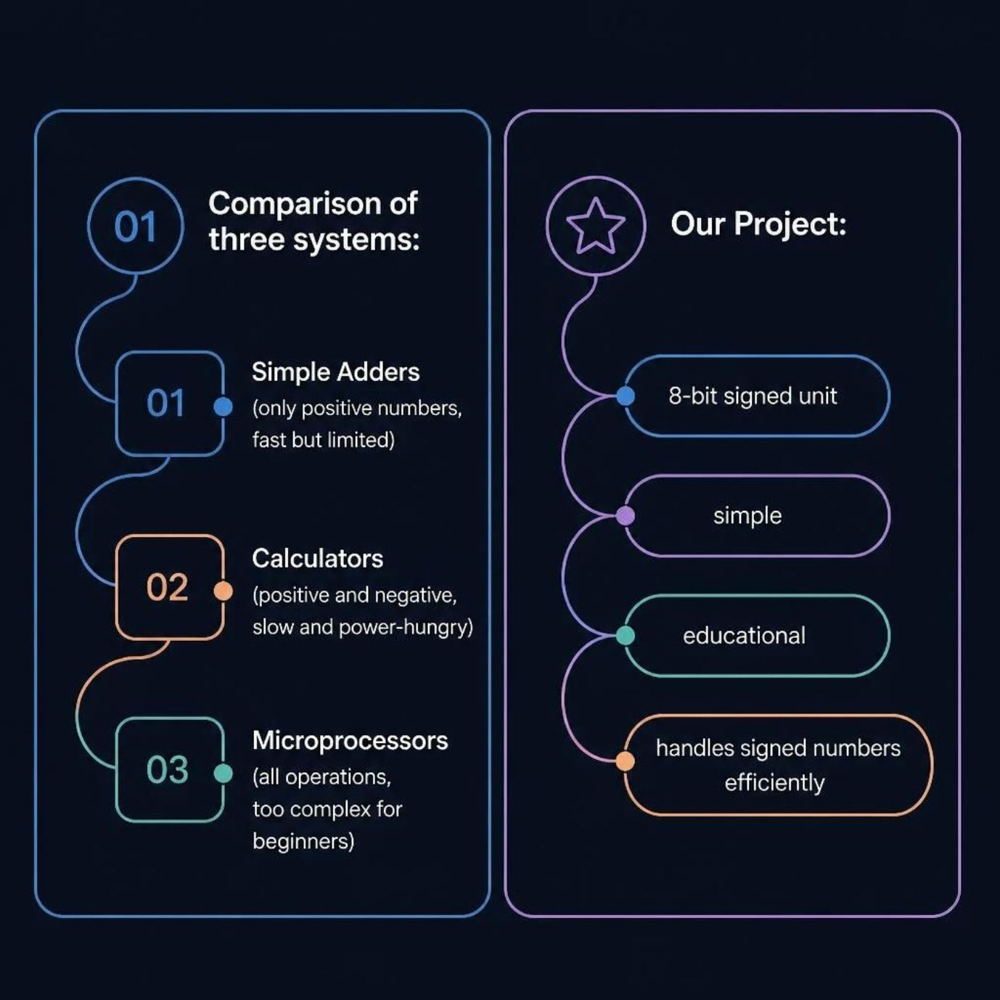 01
Comparison of
three systems:
01
Simple Adders
(only positive numbers,
fast but limited)
02
Calculators
(positive and negative,
slow and power-hungry)
03
Microprocessors
(all operations,
too complex for
beginners)
Our Project:
8-bit signed unit
simple
educational
handles signed numbers
efficiently